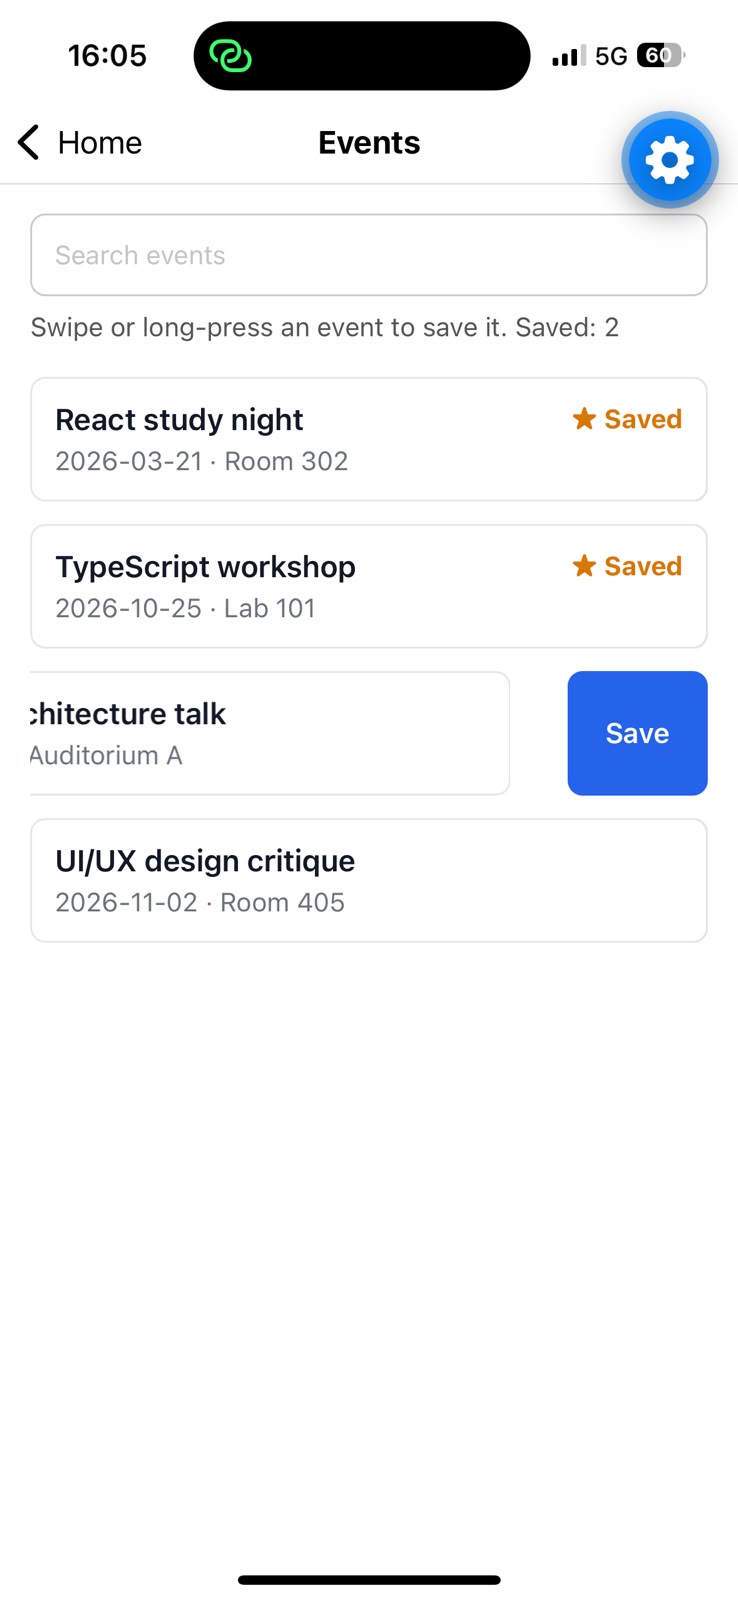 16:05
5G
60
Home
Events
Search events
Swipe or long-press an event to save it. Saved: 2
React study night
★ Saved
2026-03-21 · Room 302
TypeScript workshop
★ Saved
2026-10-25 · Lab 101
chitecture talk
Save
Auditorium A
UI/UX design critique
2026-11-02 · Room 405